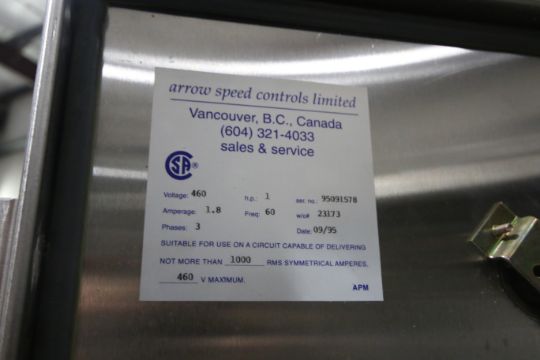 arrow speed controls limited
Vancouver, B.C., Canada
(604) 321-4033
sales & service
CSA ®
Voltage: 460 h.p.: 1 ser. no.: 95091578
Amperage: 1.8 Freq: 60 w/o# 23173
Phases: 3 Date: 09/95
SUITABLE FOR USE ON A CIRCUIT CAPABLE OF DELIVERING
NOT MORE THAN 1000 RMS SYMMETRICAL AMPERES,
460 V MAXIMUM.
APM